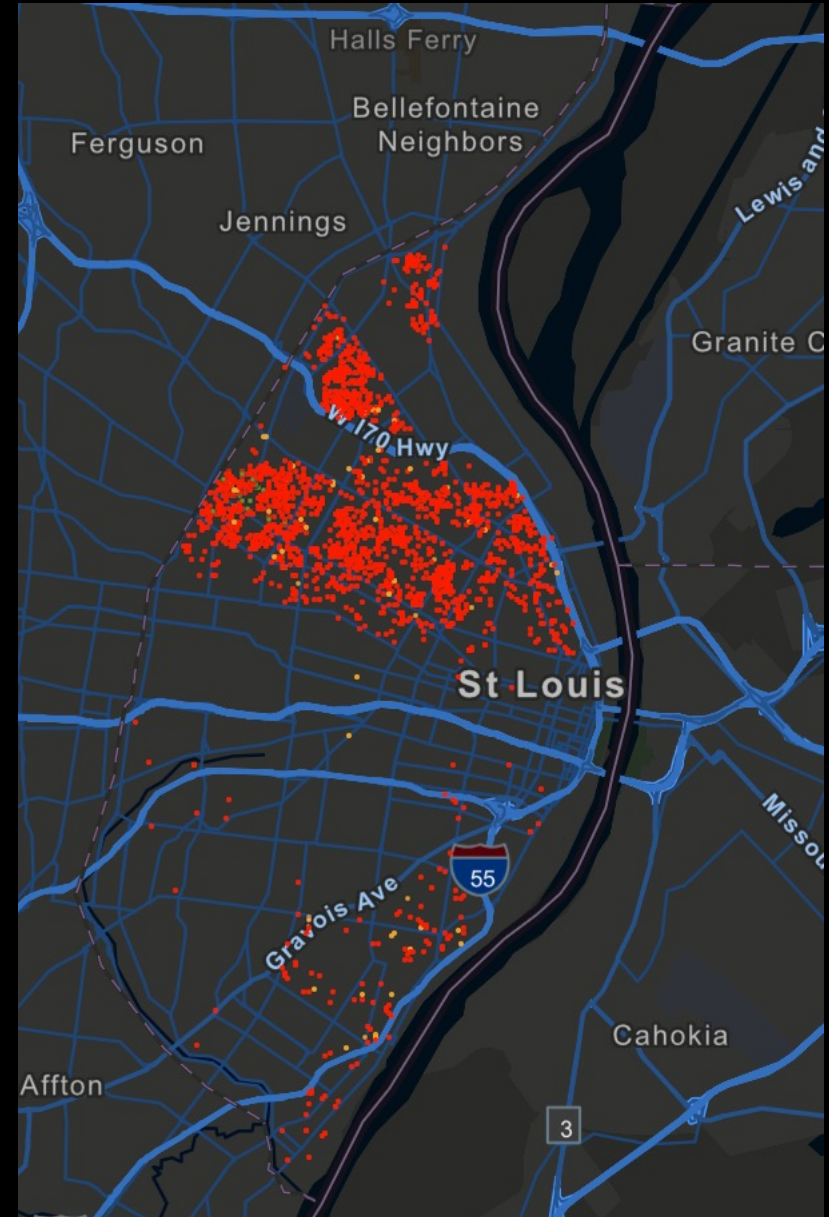 Halls Ferry
Bellefontaine
Neighbors
Ferguson
Lewis and
Jennings
Granite C
W I70 Hwy
St Louis
Missou
55
Gravois Ave
Cahokia
Affton
3